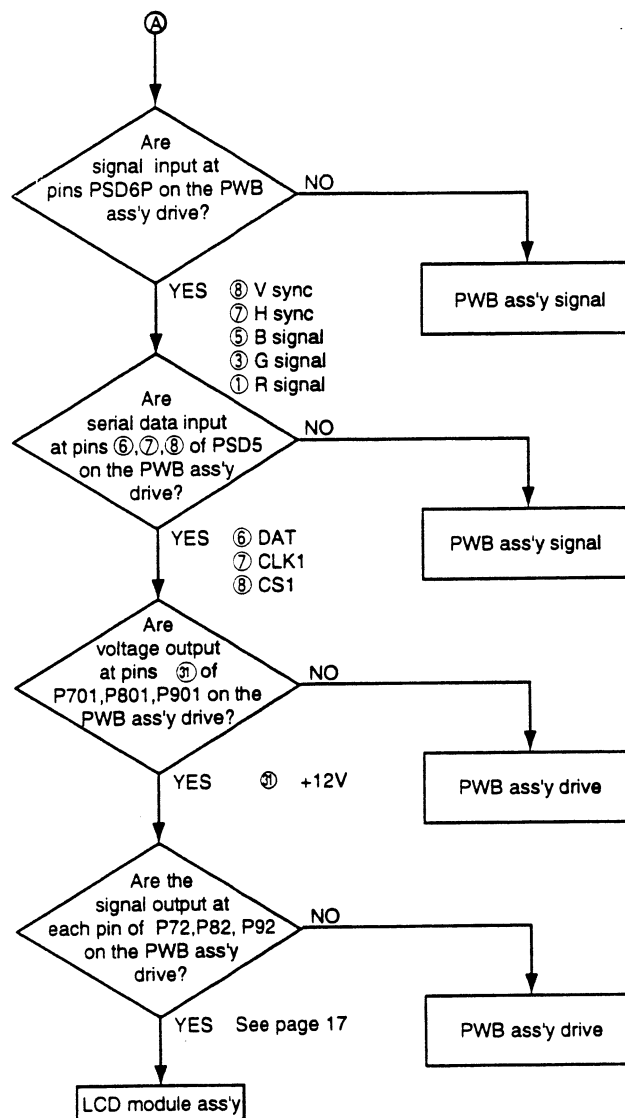 Ⓐ
Are
signal input at
pins PSD6P on the PWB
ass'y drive?
NO
PWB ass'y signal
YES
⑧ V sync
⑦ H sync
⑤ B signal
③ G signal
① R signal
Are
serial data input
at pins ⑥,⑦,⑧ of PSD5
on the PWB ass'y
drive?
NO
PWB ass'y signal
YES
⑥ DAT
⑦ CLK1
⑧ CS1
Are
voltage output
at pins ㉛ of
P701,P801,P901 on the
PWB ass'y drive?
NO
PWB ass'y drive
YES
㉛ +12V
Are the
signal output at
each pin of P72,P82, P92
on the PWB ass'y
drive?
NO
PWB ass'y drive
YES See page 17
LCD module ass'y